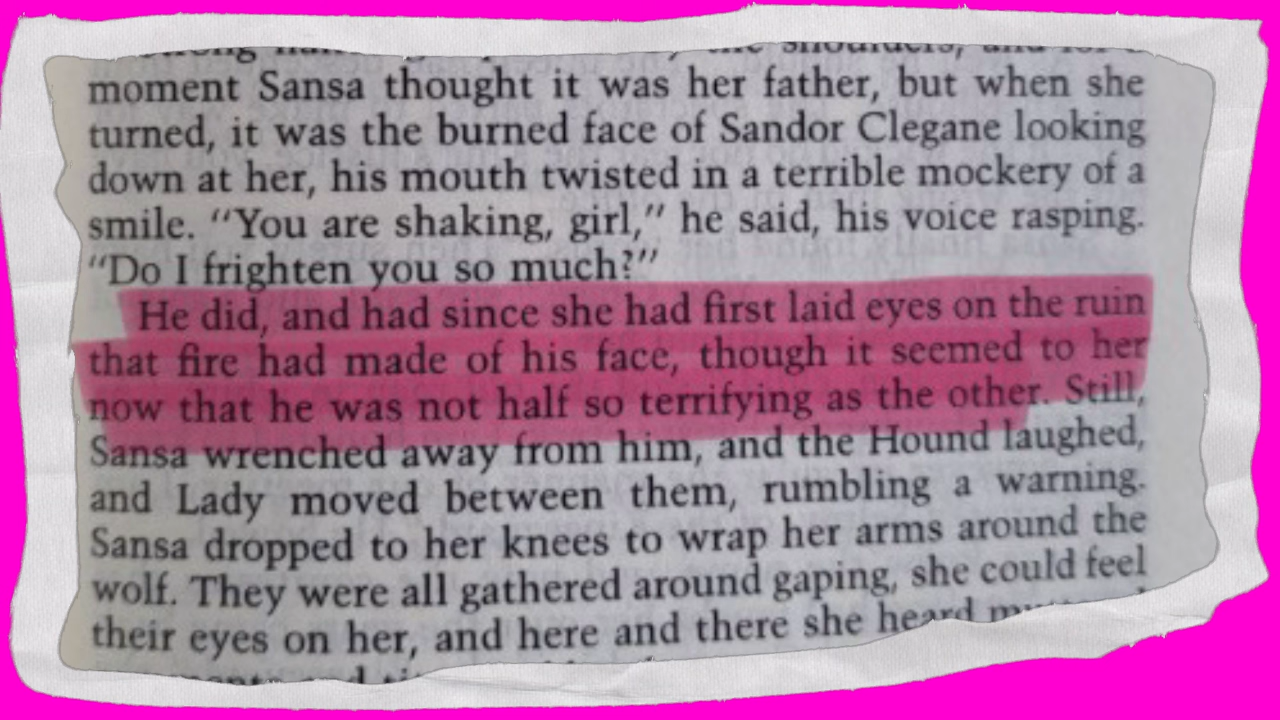 the shoulders, and for a
moment Sansa thought it was her father, but when she
turned, it was the burned face of Sandor Clegane looking
down at her, his mouth twisted in a terrible mockery of a
smile. “You are shaking, girl,” he said, his voice rasping.
“Do I frighten you so much?”
He did, and had since she had first laid eyes on the ruin
that fire had made of his face, though it seemed to her
now that he was not half so terrifying as the other. Still,
Sansa wrenched away from him, and the Hound laughed,
and Lady moved between them, rumbling a warning.
Sansa dropped to her knees to wrap her arms around the
wolf. They were all gathered around gaping, she could feel
their eyes on her, and here and there she heard